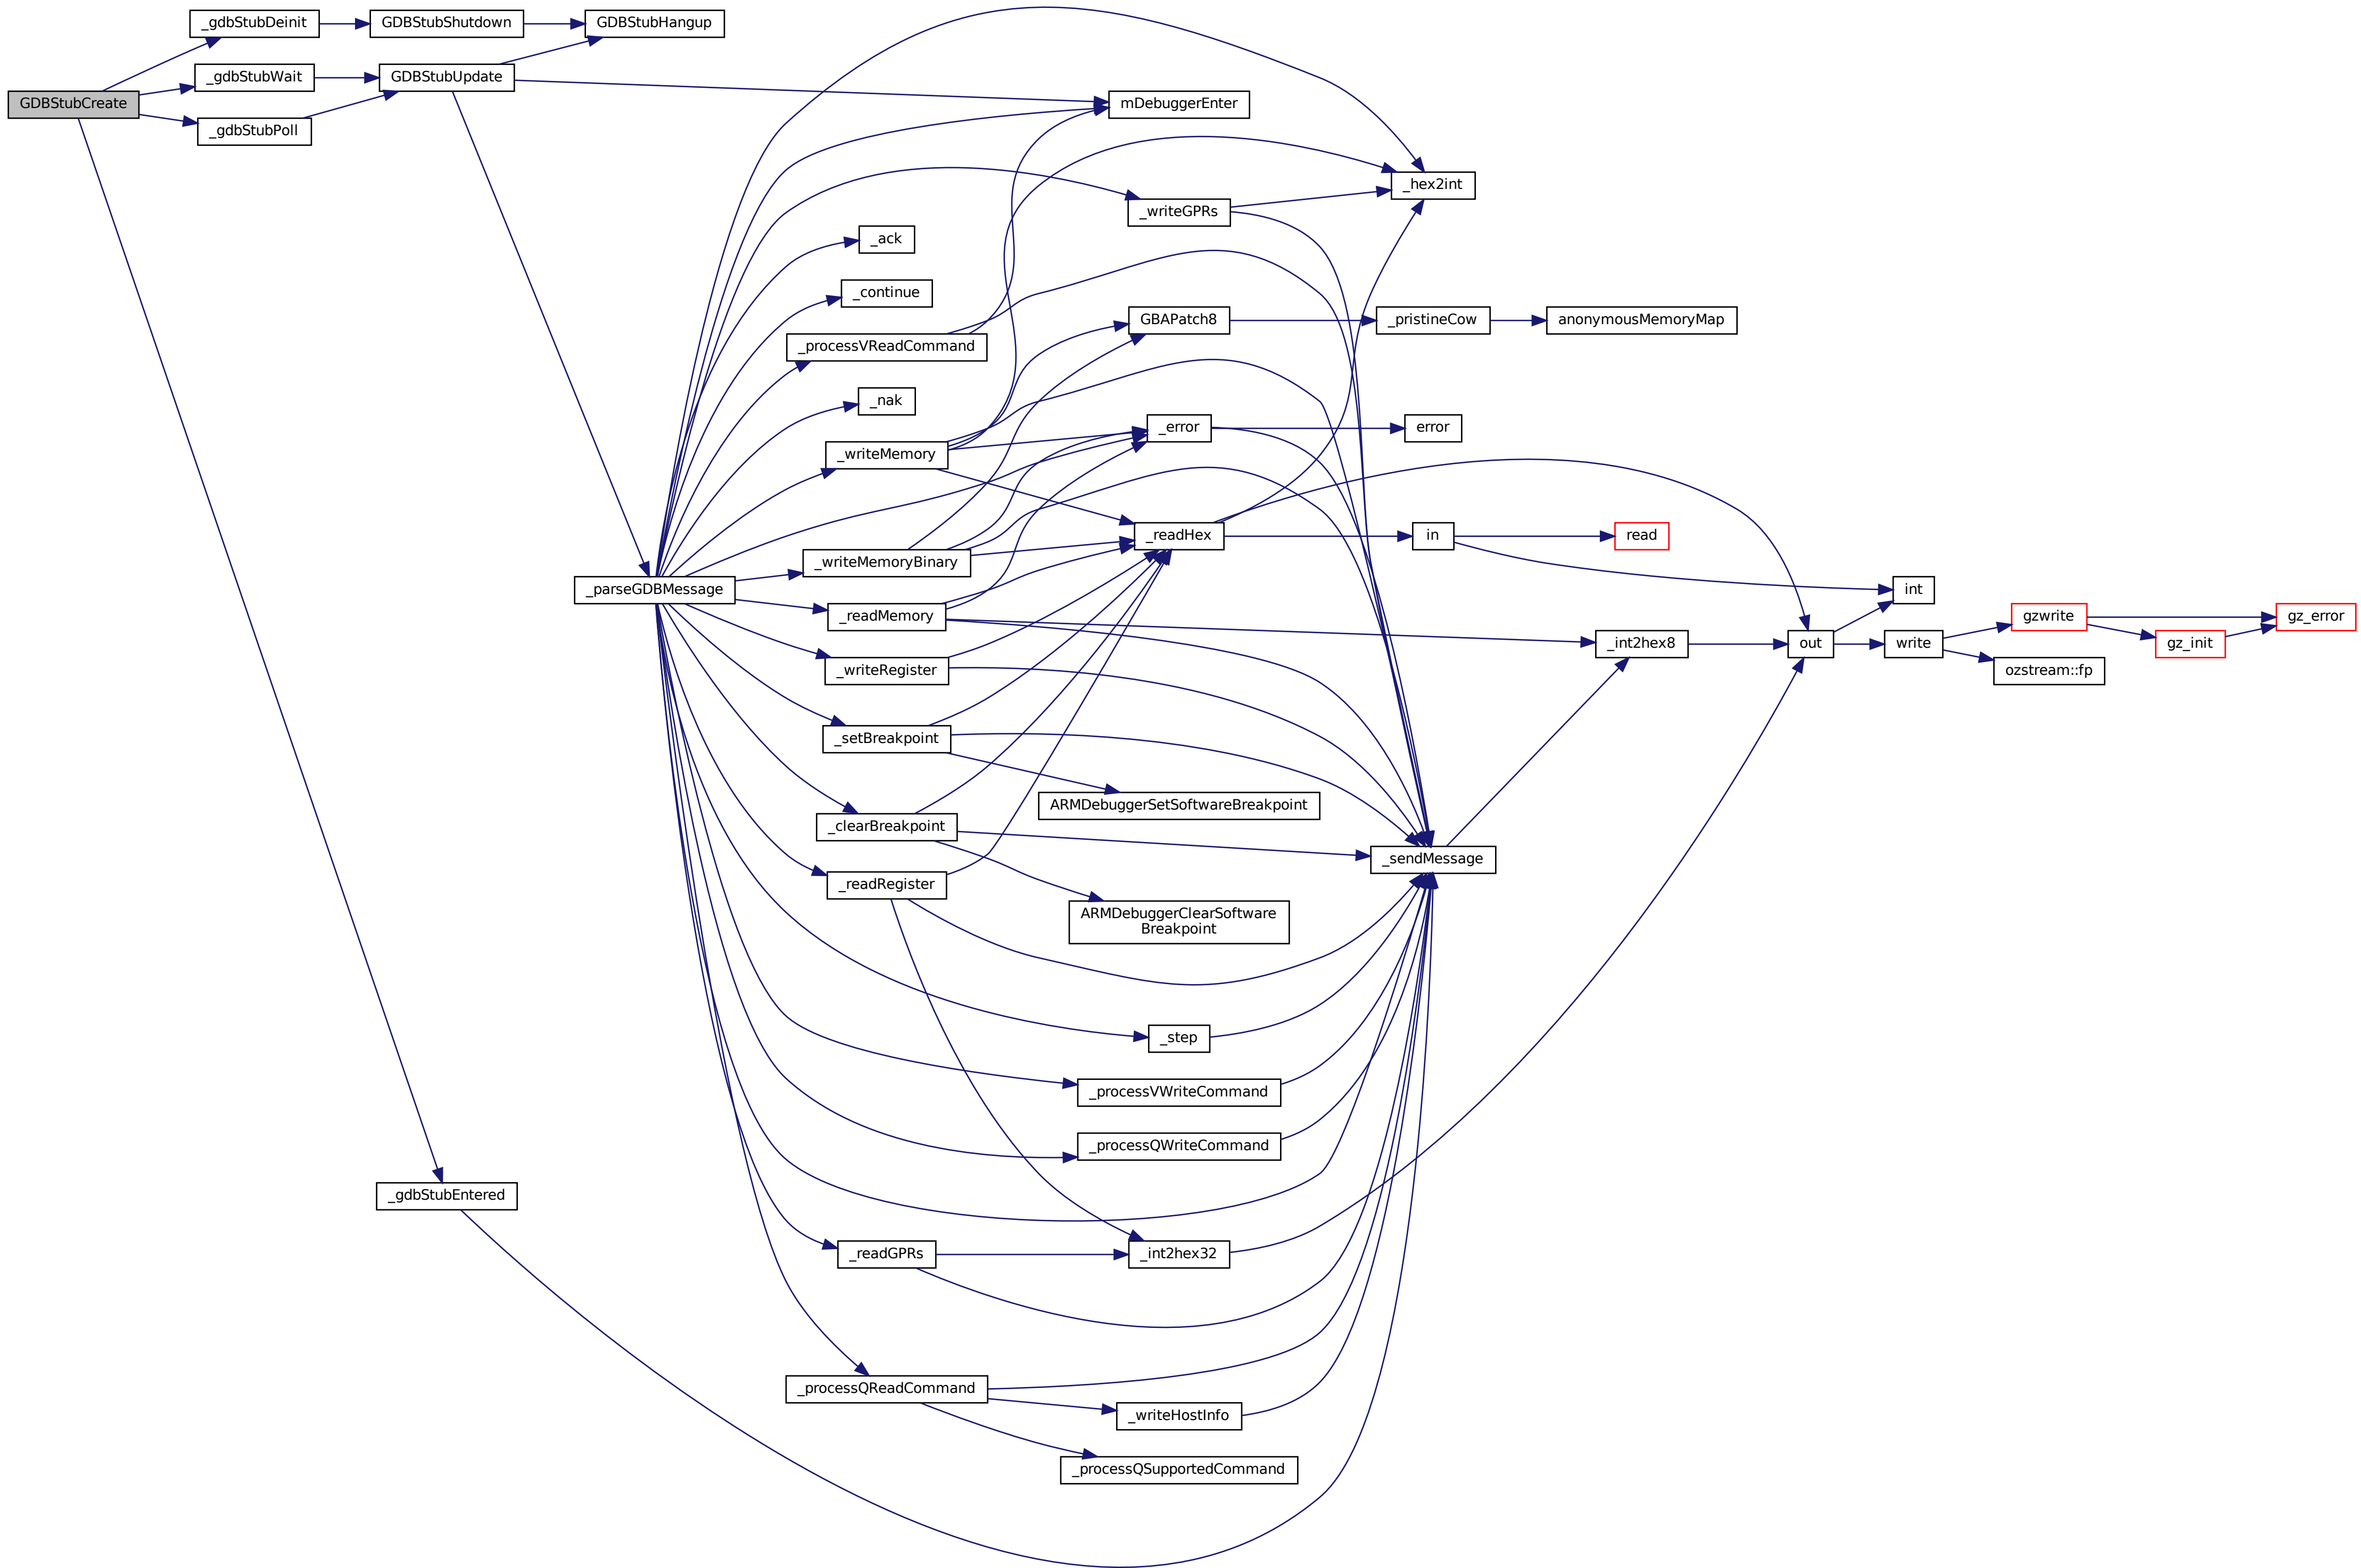 GDBStubCreate
_gdbStubDeinit
GDBStubShutdown
GDBStubHangup
_gdbStubWait
GDBStubUpdate
_gdbStubPoll
mDebuggerEnter
_hex2int
_writeGPRs
_ack
_continue
_processVReadCommand
GBAPatch8
_pristineCow
anonymousMemoryMap
_nak
_writeMemory
_error
error
_readHex
in
read
_writeMemoryBinary
_parseGDBMessage
int
_readMemory
_int2hex8
out
write
gzwrite
gz_error
gz_init
_writeRegister
ozstream::fp
_setBreakpoint
ARMDebuggerSetSoftwareBreakpoint
_clearBreakpoint
_sendMessage
_readRegister
ARMDebuggerClearSoftware
Breakpoint
_step
_processVWriteCommand
_processQWriteCommand
_gdbStubEntered
_readGPRs
_int2hex32
_processQReadCommand
_writeHostInfo
_processQSupportedCommand